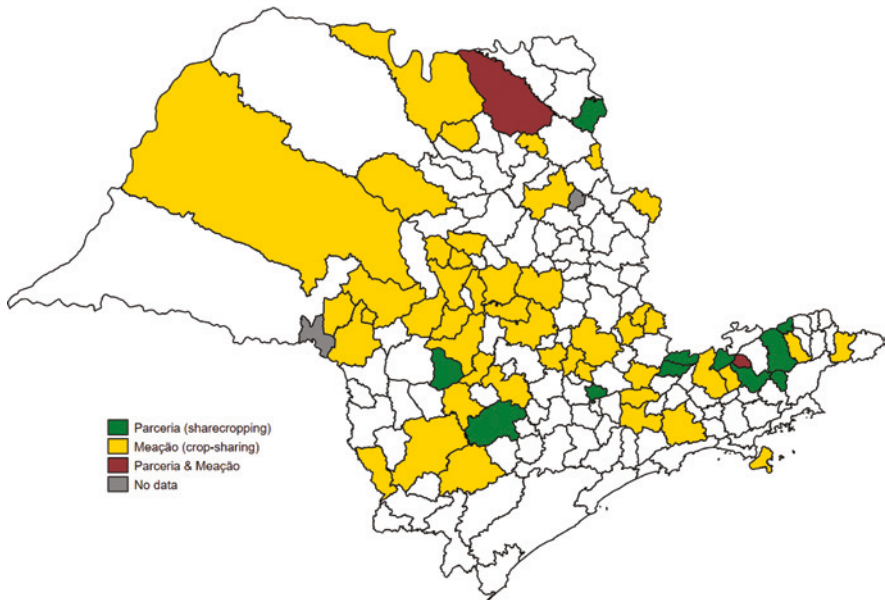 Parceria (sharecropping)
Meação (crop-sharing)
Parceria & Meação
No data